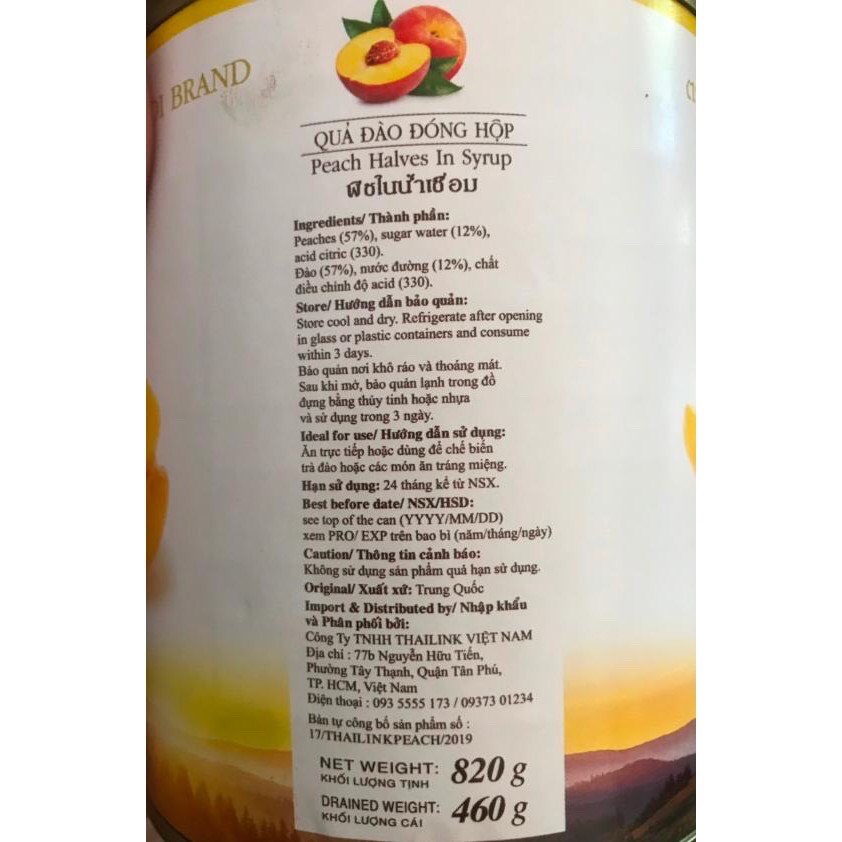 BRAND
QUẢ ĐÀO ĐÓNG HỘP
Peach Halves In Syrup
พีชในน้ำเชื่อม
Ingredients/ Thành phần:
Peaches (57%), sugar water (12%),
acid citric (330).
Đào (57%), nước đường (12%), chất
điều chỉnh độ acid (330).
Store/ Hướng dẫn bảo quản:
Store cool and dry. Refrigerate after opening
in glass or plastic containers and consume
within 3 days.
Bảo quản nơi khô ráo và thoáng mát.
Sau khi mở, bảo quản lạnh trong đồ
đựng bằng thủy tinh hoặc nhựa
và sử dụng trong 3 ngày.
Ideal for use/ Hướng dẫn sử dụng:
Ăn trực tiếp hoặc dùng để chế biến
trà đào hoặc các món ăn tráng miệng.
Hạn sử dụng: 24 tháng kể từ NSX.
Best before date/ NSX/HSD:
see top of the can (YYYY/MM/DD)
xem PRO/ EXP trên bao bì (năm/tháng/ngày)
Caution/ Thông tin cảnh báo:
Không sử dụng sản phẩm quá hạn sử dụng.
Original/ Xuất xứ: Trung Quốc
Import & Distributed by/ Nhập khẩu
và Phân phối bởi:
Công Ty TNHH THAILINK VIỆT NAM
Địa chỉ : 77b Nguyễn Hữu Tiến,
Phường Tây Thạnh, Quận Tân Phú,
TP. HCM, Việt Nam
Điện thoại : 093 5555 173 / 09373 01234
Bản tự công bố sản phẩm số :
17/THAILINKPEACH/2019
NET WEIGHT: 820 g
KHỐI LƯỢNG TỊNH
DRAINED WEIGHT: 460 g
KHỐI LƯỢNG CÁI